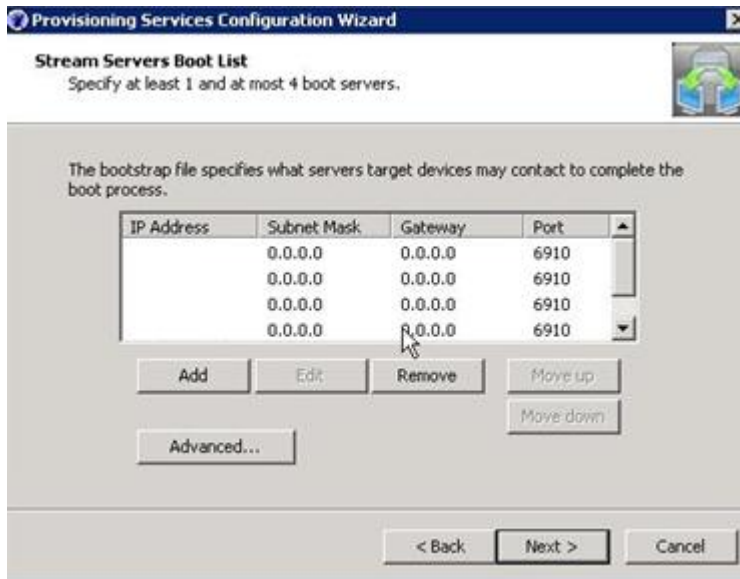 Provisioning Services Configuration Wizard
Stream Servers Boot List
Specify at least 1 and at most 4 boot servers.
The bootstrap file specifies what servers target devices may contact to complete the
boot process.
IP Address Subnet Mask Gateway Port
0.0.0.0 0.0.0.0 6910
0.0.0.0 0.0.0.0 6910
0.0.0.0 0.0.0.0 6910
0.0.0.0 0.0.0.0 6910
Add Edit Remove Move up
Move down
Advanced...
< Back Next > Cancel